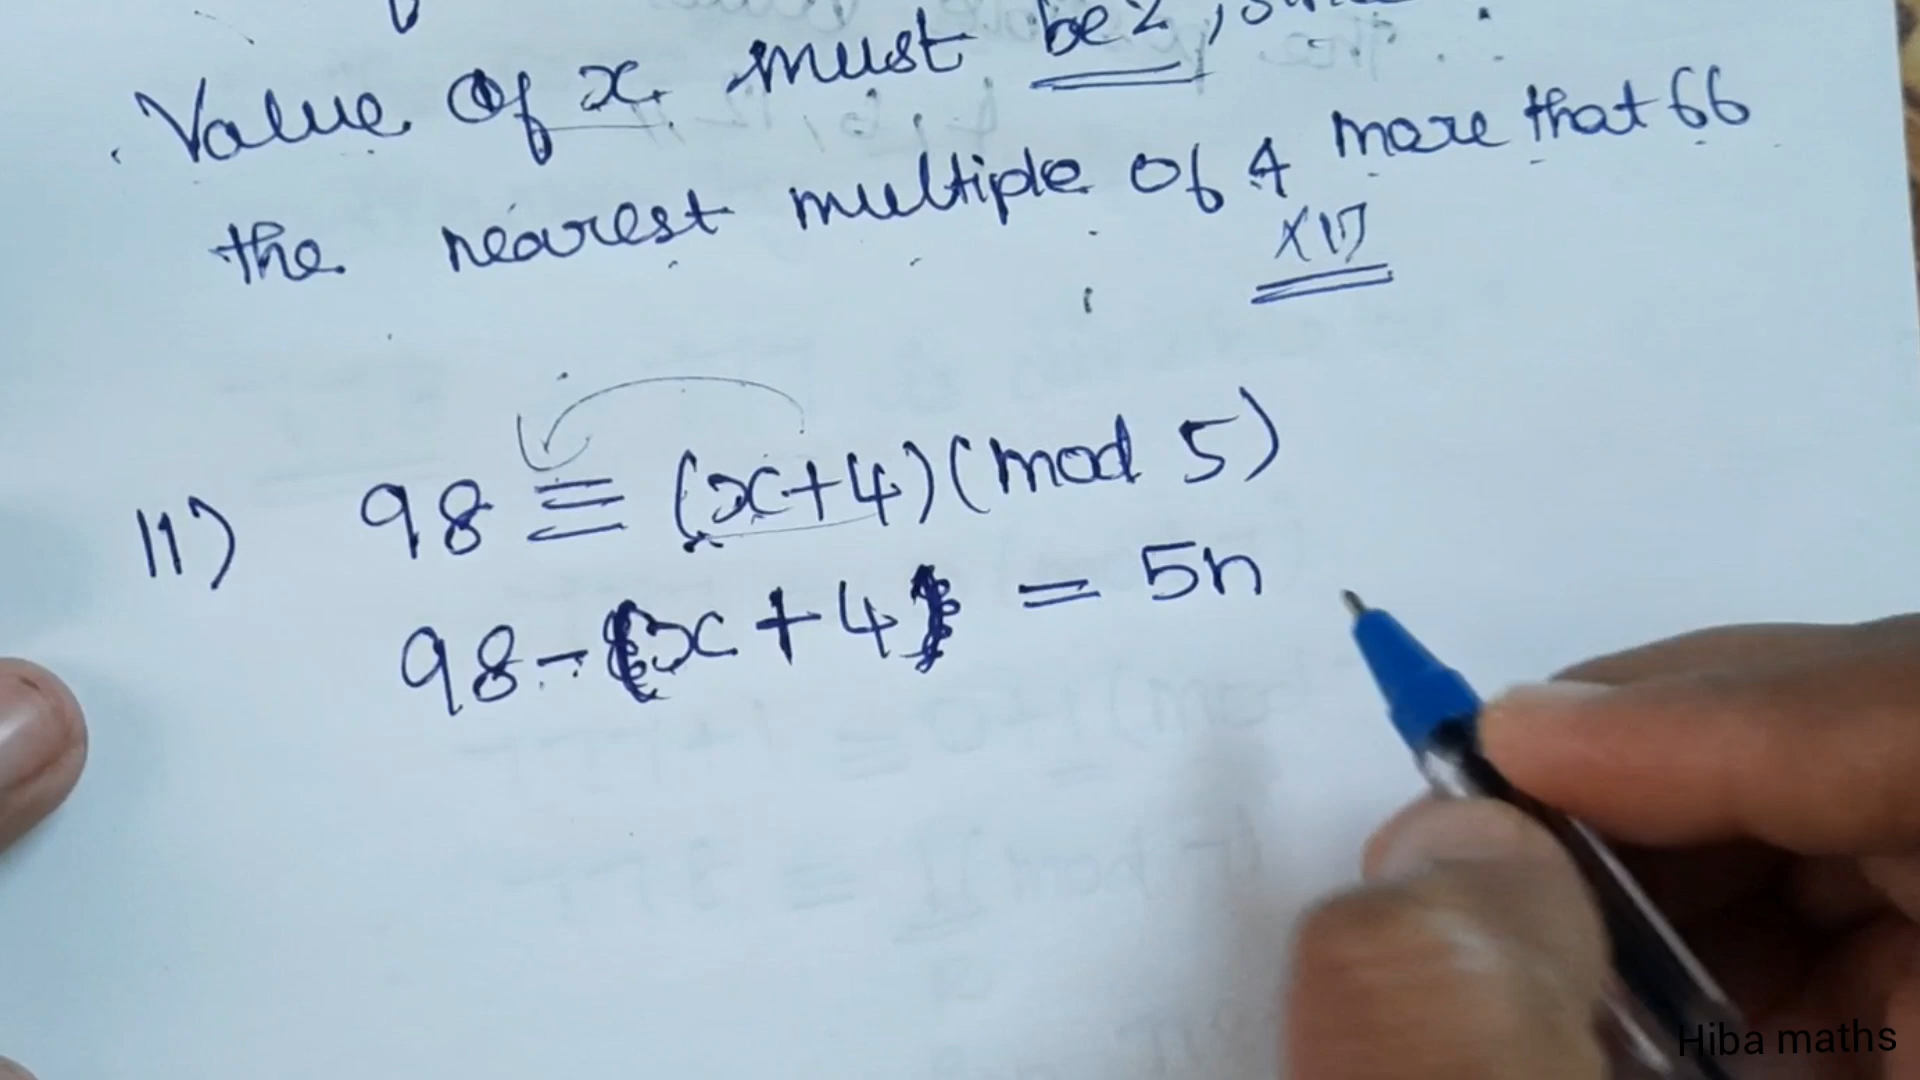 Value of x must be 2,
the nearest multiple of 4 more that 66
X 17
11) 98 ≡ (x+4)(mod 5)
98-(x+4) = 5n
Hiba maths